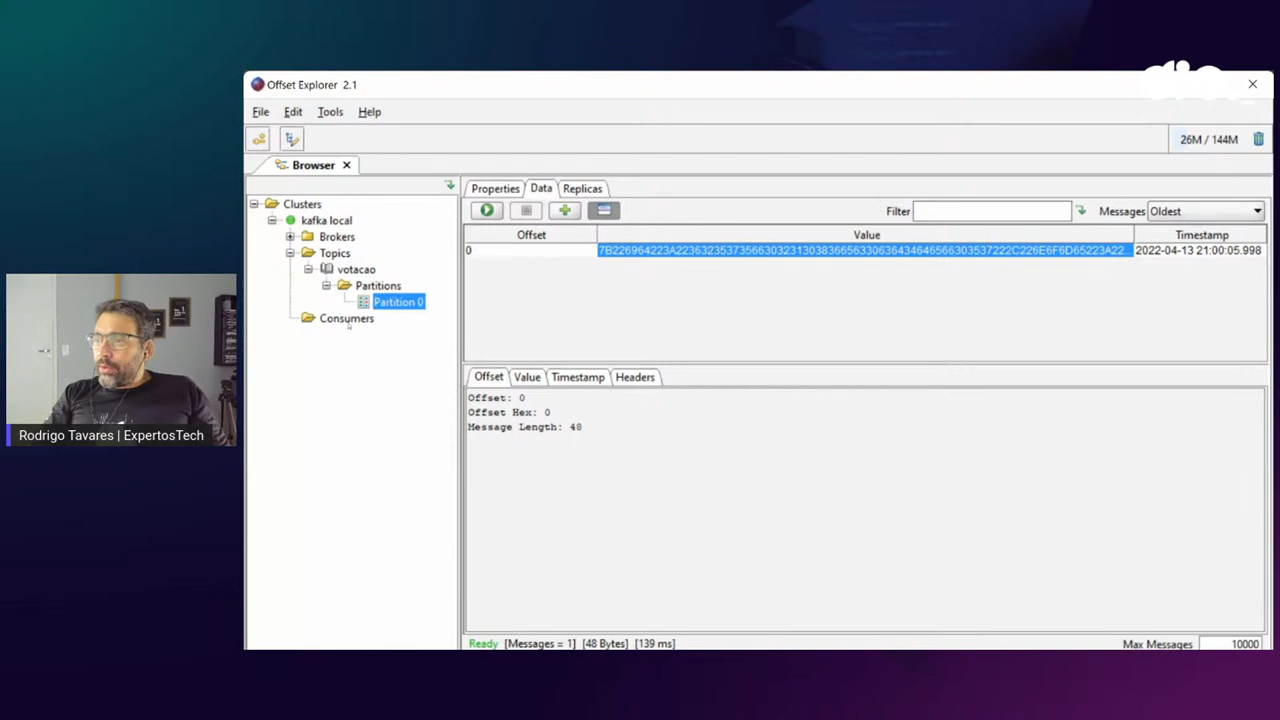 dio
Offset Explorer 2.1
File Edit Tools Help
26M / 144M
Browser
Clusters
kafka local
Brokers
Topics
votacao
Partitions
Partition 0
Consumers
Properties Data Replicas
Filter Messages Oldest
Offset Value Timestamp
0 2022-04-13 21:00:05.998
Offset Value Timestamp Headers
Offset: 0
Offset Hex: 0
Message Length: 48
Ready [Messages = 1] [48 Bytes] [139 ms] Max Messages 10000
Rodrigo Tavares | ExpertosTech